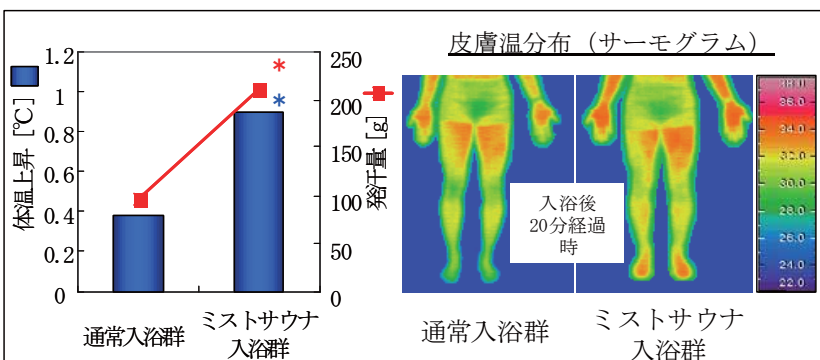 体温上昇 [℃]
1.2
1
0.8
0.6
0.4
0.2
0
*
*
250
200
150
100
50
0
発汗量 [g]
通常入浴群
ミストサウナ
入浴群
皮膚温分布（サーモグラム）
入浴後
20分経過
時
38.0
36.0
34.0
32.0
30.0
28.0
26.0
24.0
22.0
通常入浴群
ミストサウナ
入浴群